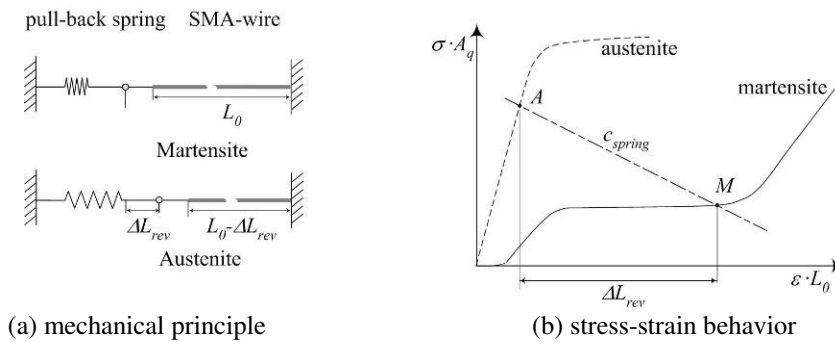 pull-back spring SMA-wire
L_0
Martensite
ΔL_rev L_0-ΔL_rev
Austenite
(a) mechanical principle
σ·A_q
austenite
martensite
A
c_spring
M
ΔL_rev
ε·L_0
(b) stress-strain behavior